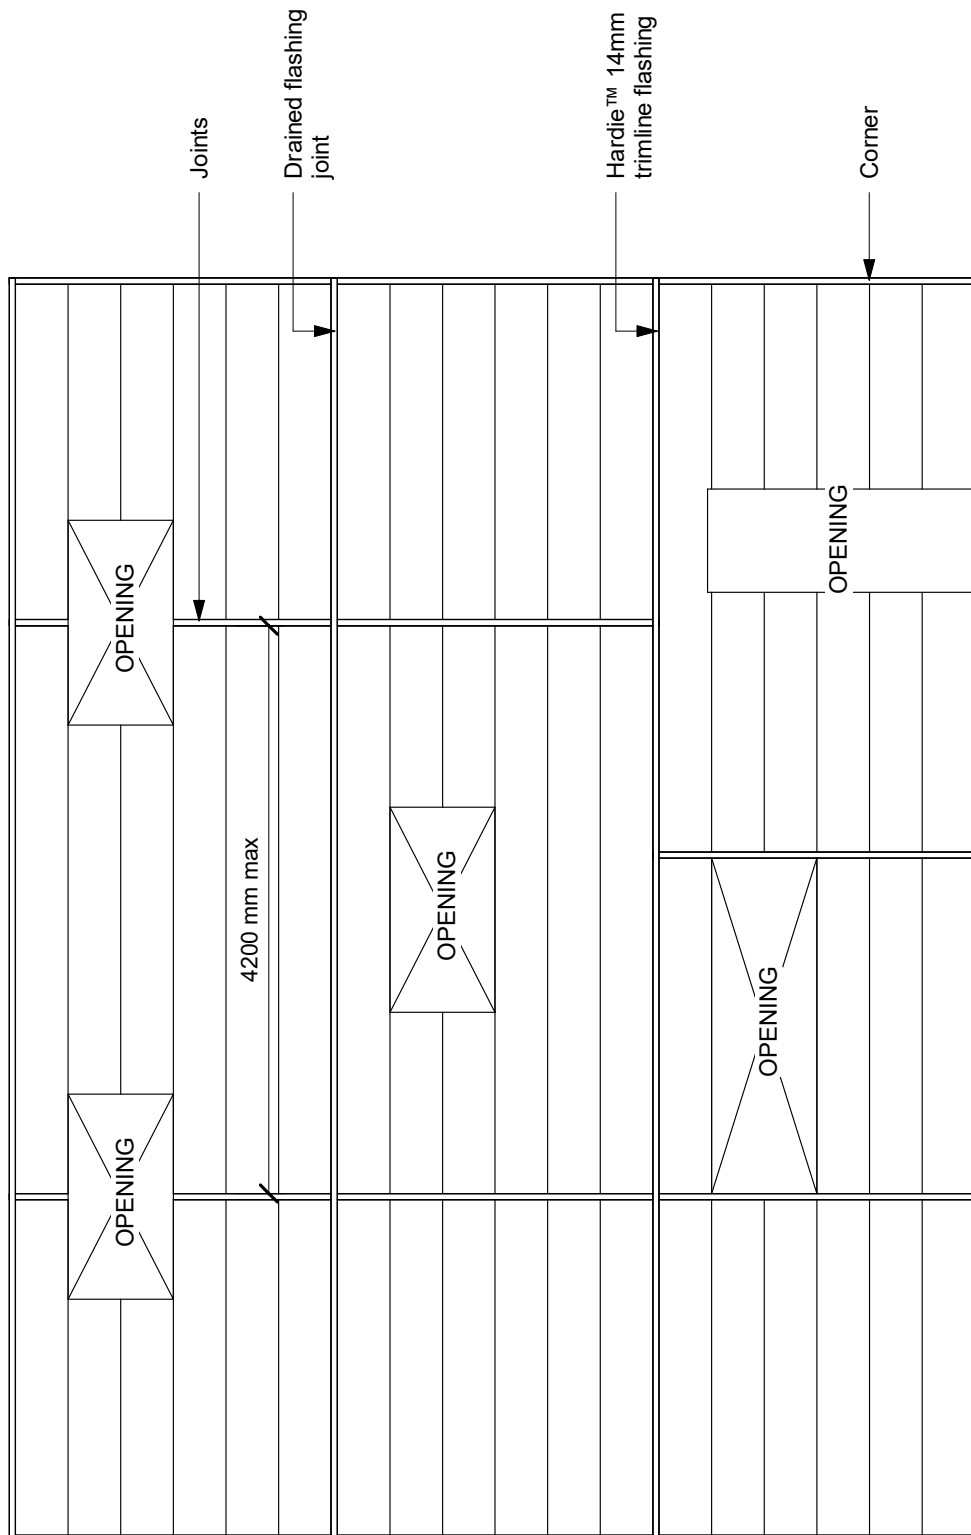 Joints
Drained flashing
joint
Hardie™ 14mm
trimline flashing
Corner
OPENING
OPENING
4200 mm max
OPENING
OPENING
OPENING